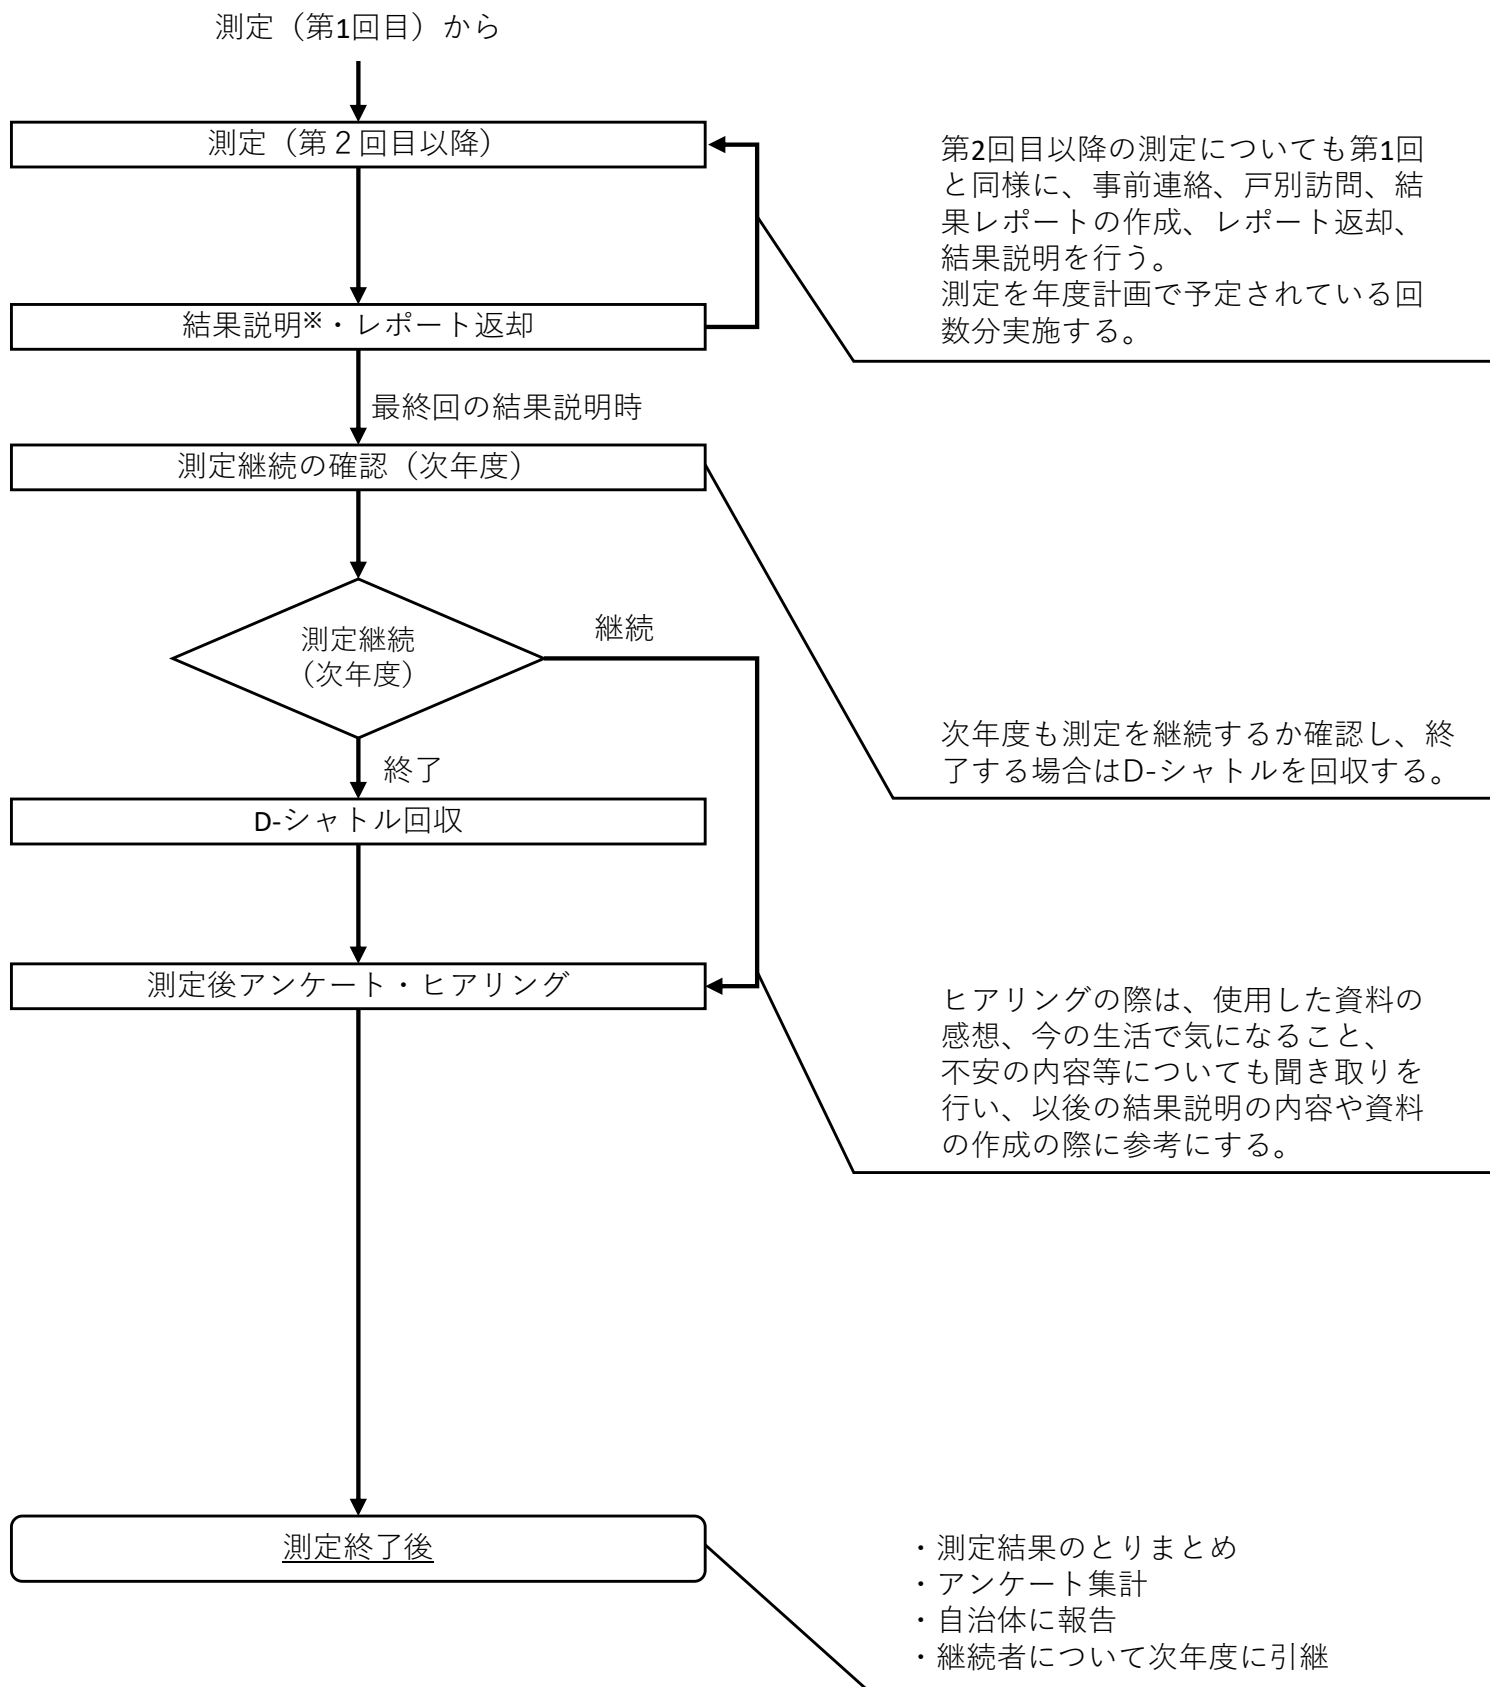 測定（第1回目）から
測定（第２回目以降）
第2回目以降の測定についても第1回
と同様に、事前連絡、戸別訪問、結
果レポートの作成、レポート返却、
結果説明を行う。
測定を年度計画で予定されている回
数分実施する。
結果説明※・レポート返却
最終回の結果説明時
測定継続の確認（次年度）
測定継続
（次年度）
継続
終了
次年度も測定を継続するか確認し、終
了する場合はD-シャトルを回収する。
D-シャトル回収
測定後アンケート・ヒアリング
ヒアリングの際は、使用した資料の
感想、今の生活で気になること、
不安の内容等についても聞き取りを
行い、以後の結果説明の内容や資料
の作成の際に参考にする。
測定終了後
・測定結果のとりまとめ
・アンケート集計
・自治体に報告
・継続者について次年度に引継